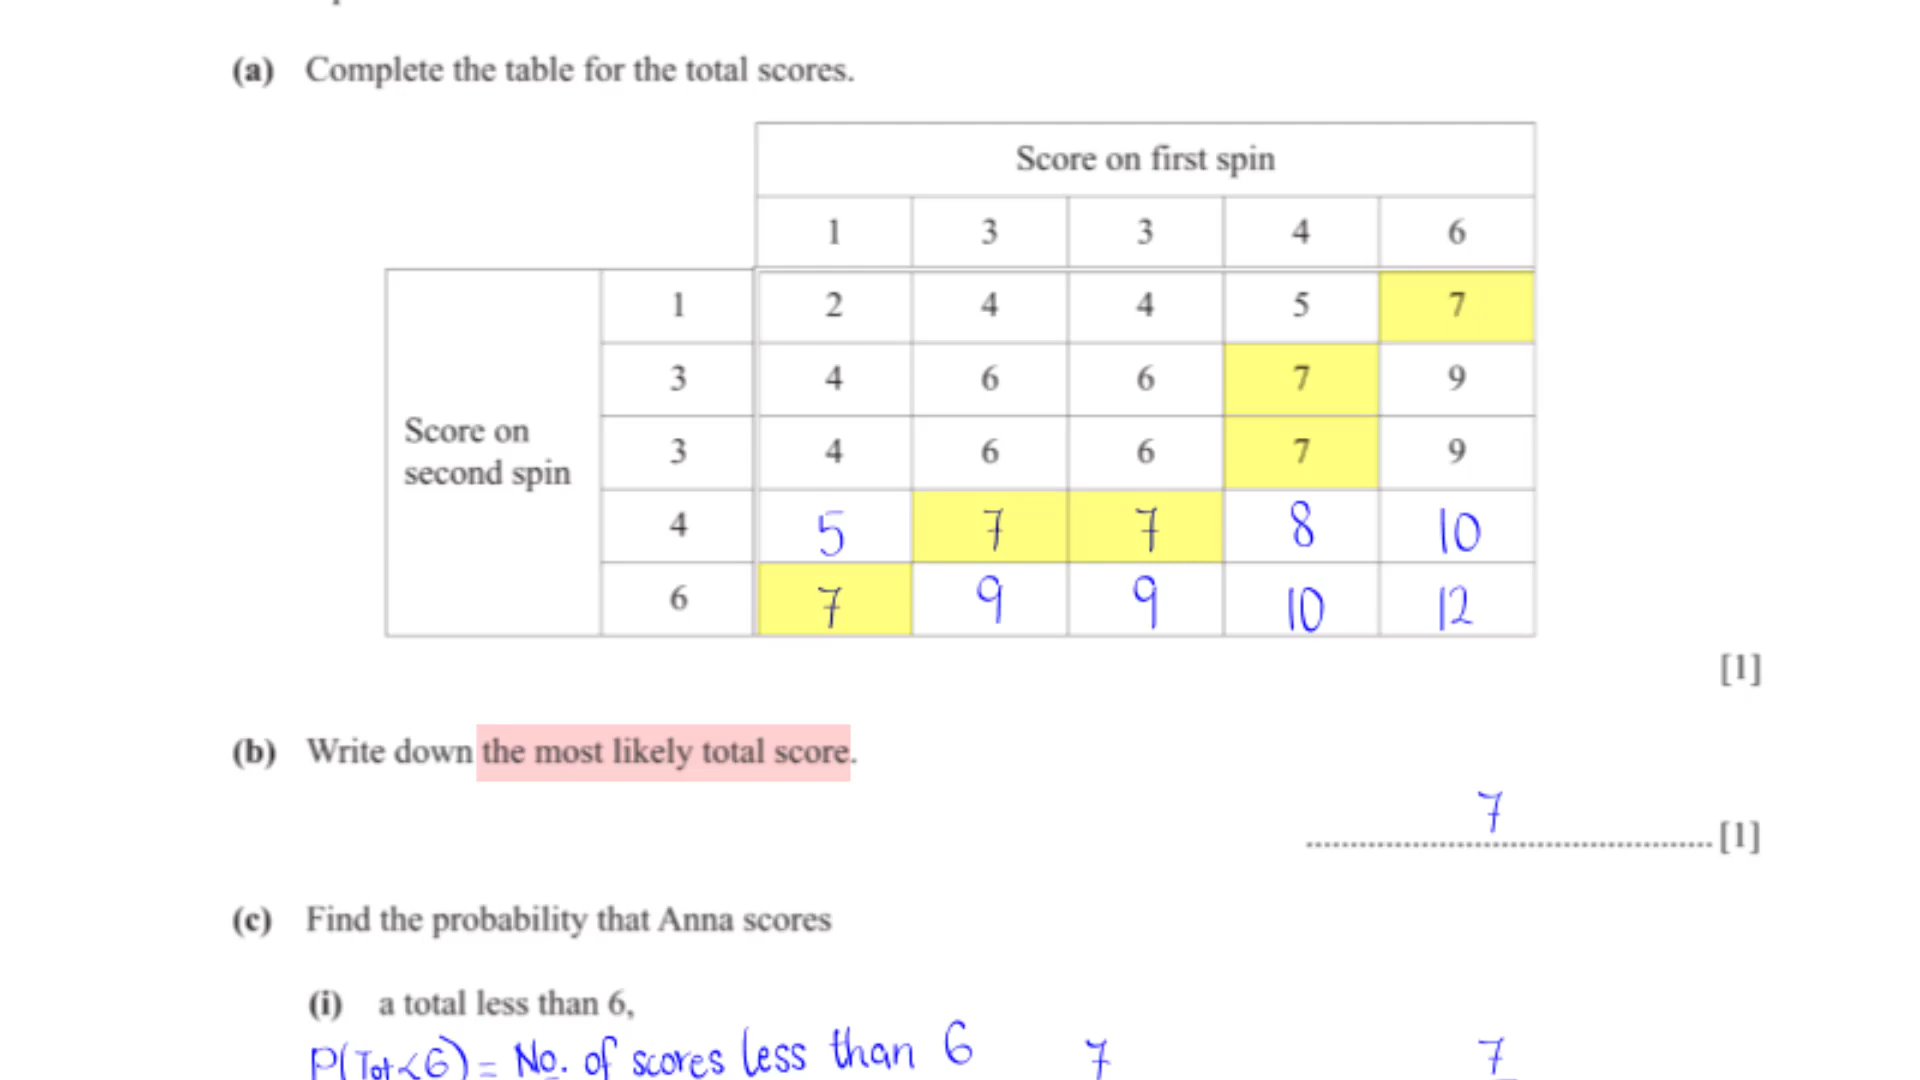 (a) Complete the table for the total scores.
Score on first spin
1 3 3 4 6
1 2 4 4 5 7
3 4 6 6 7 9
Score on
second spin
3 4 6 6 7 9
4 5 7 7 8 10
6 7 9 9 10 12
[1]
(b) Write down the most likely total score.
7
[1]
(c) Find the probability that Anna scores
(i) a total less than 6,
P(Tot<6) = No. of scores less than 6 7 7